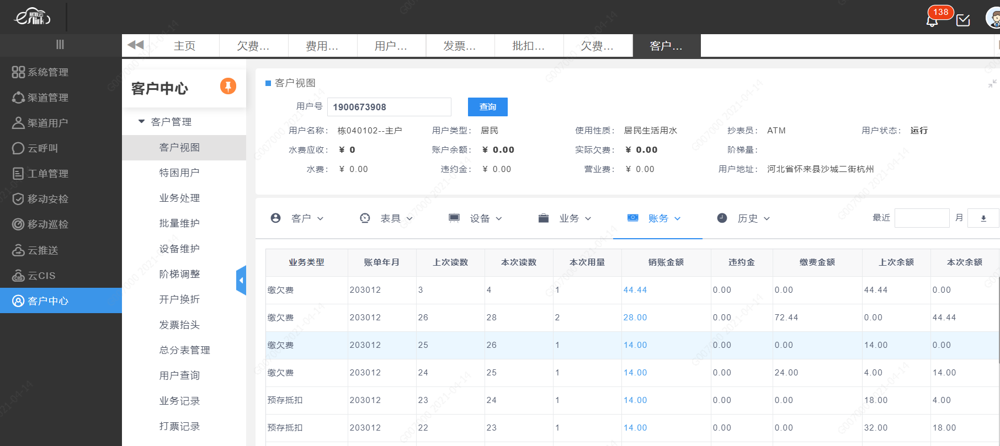 易联云
eslink
138
主页
欠费...
费用...
用户...
发票...
批扣...
欠费...
客户...
系统管理
渠道管理
渠道用户
云呼叫
工单管理
移动安检
移动巡检
云推送
云CIS
客户中心
客户中心
客户管理
客户视图
特困用户
业务处理
批量维护
设备维护
阶梯调整
开户换折
发票抬头
总分表管理
用户查询
业务记录
打票记录
客户视图
用户号 1900673908 查询
用户名称： 栋040102--主户 用户类型： 居民 使用性质： 居民生活用水 抄表员： ATM 用户状态： 运行
水费应收： ¥ 0 账户余额： ¥ 0.00 实际欠费： ¥ 0.00 阶梯量：
水费： ¥ 0.00 违约金： ¥ 0.00 营业费： ¥ 0.00 用户地址： 河北省怀来县沙城二街杭州
客户 表具 设备 业务 账务 历史 最近 月
业务类型 账单年月 上次读数 本次读数 本次用量 销账金额 违约金 缴费金额 上次余额 本次余额
缴欠费 203012 3 4 1 44.44 0.00 0.00 44.44 0.00
缴欠费 203012 26 28 2 28.00 0.00 72.44 0.00 44.44
缴欠费 203012 25 26 1 14.00 0.00 0.00 14.00 0.00
缴欠费 203012 24 25 1 14.00 0.00 24.00 4.00 14.00
预存抵扣 203012 23 24 1 14.00 0.00 0.00 18.00 4.00
预存抵扣 203012 22 23 1 14.00 0.00 0.00 32.00 18.00
G007000 2021-04-14